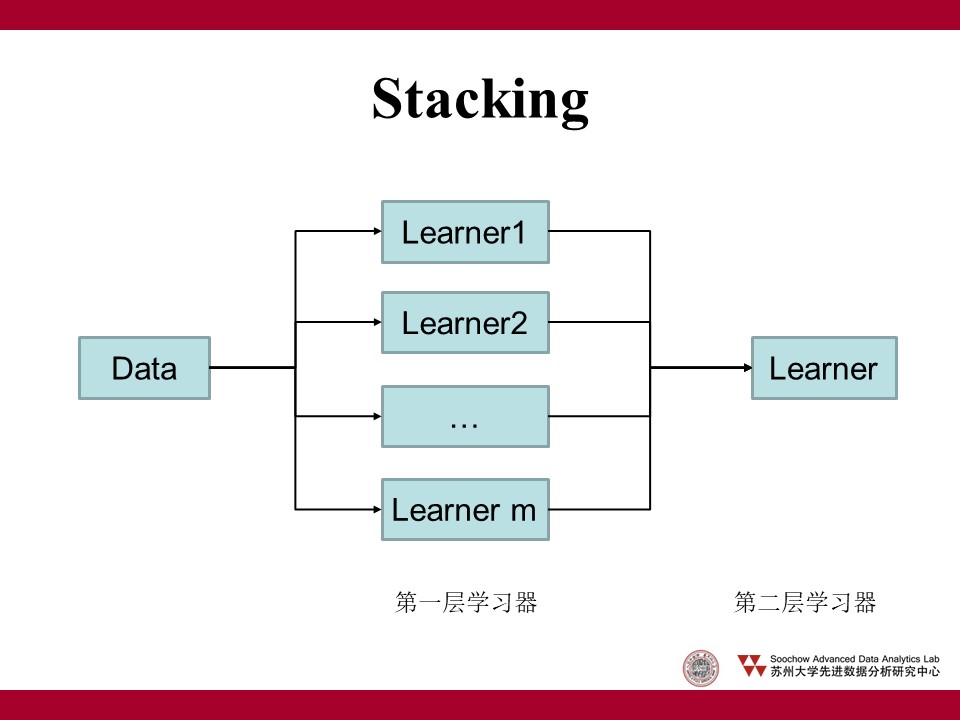 Stacking
Learner1
Learner2
Data
Learner
…
Learner m
第一层学习器
第二层学习器
Soochow Advanced Data Analytics Lab
苏州大学先进数据分析研究中心